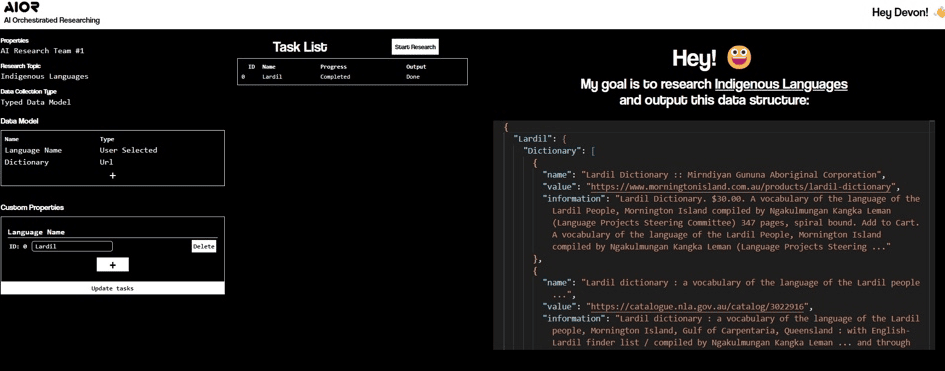 AIOR
AI Orchestrated Researching
Hey Devon! 👋
Properties
AI Research Team #1
Research Topic
Indigenous Languages
Data Collection Type
Typed Data Model
Data Model
Name Type
Language Name User Selected
Dictionary Url
+
Custom Properties
Language Name
ID: 0 Lardil Delete
+
Update tasks
Task List Start Research
ID Name Progress Output
0 Lardil Completed Done
Hey! 😃
My goal is to research Indigenous Languages
and output this data structure:
{
"Lardil": {
"Dictionary": [
{
"name": "Lardil Dictionary :: Mirndiyan Gununa Aboriginal Corporation",
"value": "https://www.morningtonisland.com.au/products/lardil-dictionary",
"information": "Lardil Dictionary. $30.00. A vocabulary of the language of the
Lardil People, Mornington Island compiled by Ngakulmungan Kangka Leman
(Language Projects Steering Committee) 347 pages, spiral bound. Add to Cart.
A vocabulary of the language of the Lardil People, Mornington Island
compiled by Ngakulmungan Kangka Leman (Language Projects Steering ..."
},
{
"name": "Lardil dictionary : a vocabulary of the language of the Lardil people
...",
"value": "https://catalogue.nla.gov.au/catalog/3022916",
"information": "Lardil dictionary : a vocabulary of the language of the Lardil
people, Mornington Island, Gulf of Carpentaria, Queensland : with English-
Lardil finder list / compiled by Ngakulmungan Kangka Leman ... and through